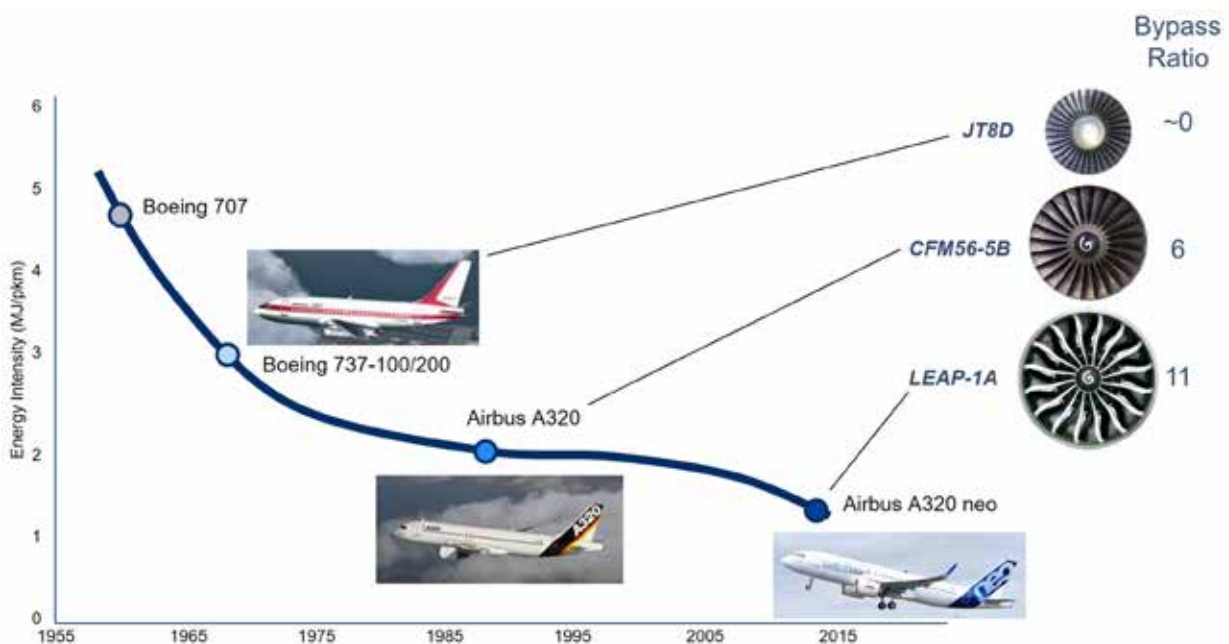 Bypass
Ratio
6
5
4
3
2
1
0
Energy Intensity (MJ/pkm)
1955
1965
1975
1985
1995
2005
2015
Boeing 707
Boeing 737-100/200
Airbus A320
A320
Airbus A320 neo
neo
JT8D
~0
CFM56-5B
6
LEAP-1A
11